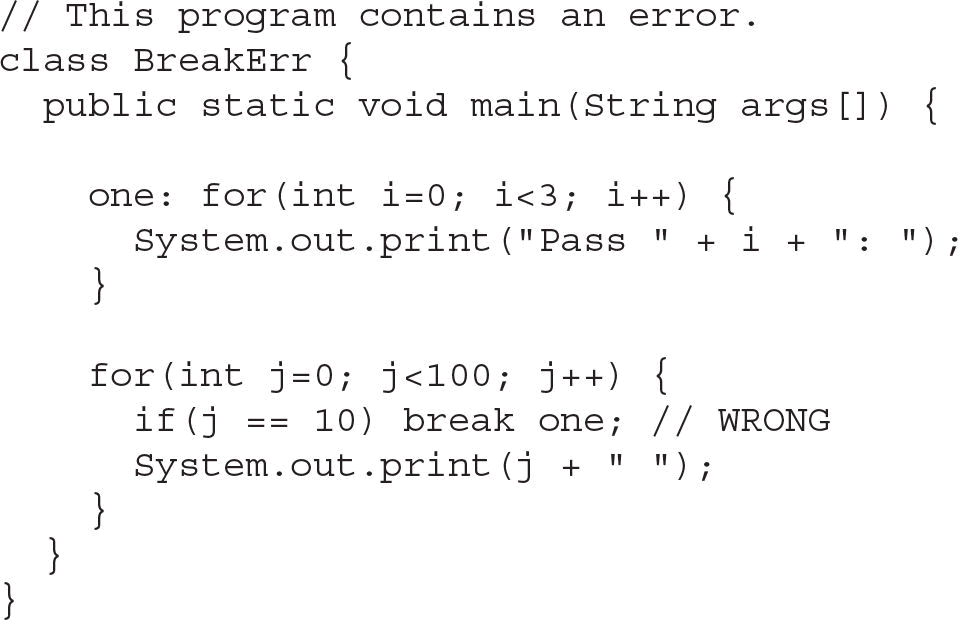 // This program contains an error.
class BreakErr {
  public static void main(String args[]) {

    one: for(int i=0; i<3; i++) {
      System.out.print("Pass " + i + ": ");
    }

    for(int j=0; j<100; j++) {
      if(j == 10) break one; // WRONG
      System.out.print(j + " ");
    }
  }
}